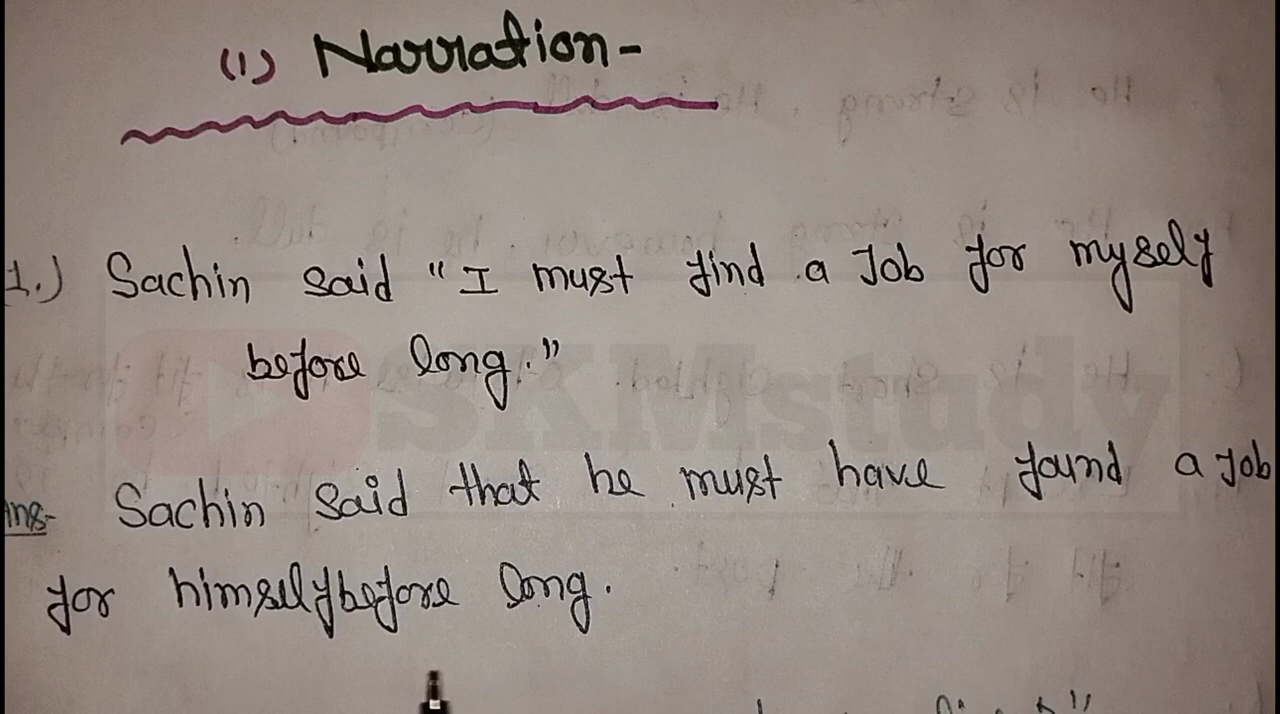 (1) Narration-
1.) Sachin said "I must find a Job for myself
before long."
SKMstudy
Ans- Sachin said that he must have found a Job
for himself before long.